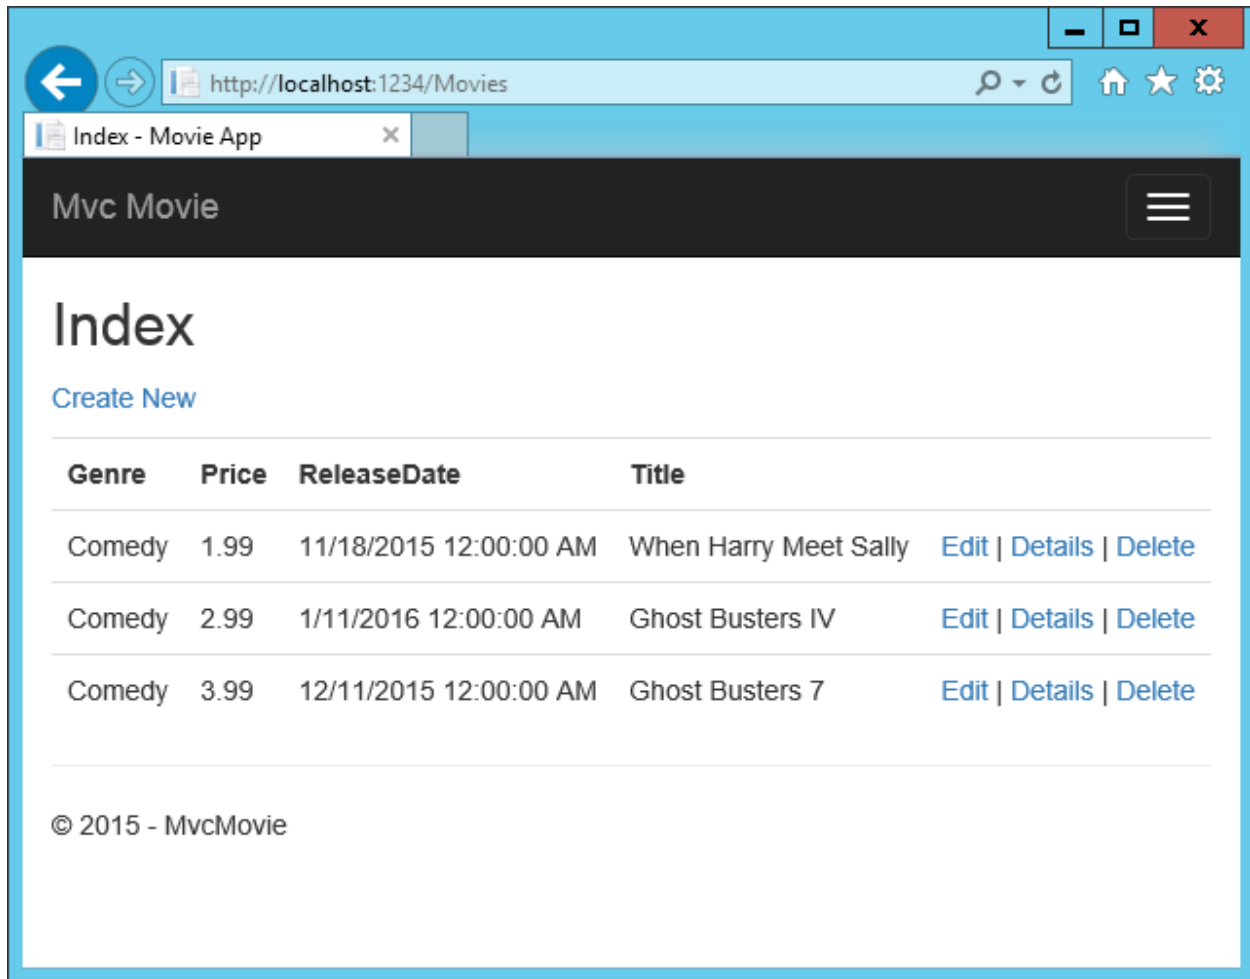 http://localhost:1234/Movies
Index - Movie App
Mvc Movie
Index
Create New
Genre Price ReleaseDate Title
Comedy 1.99 11/18/2015 12:00:00 AM When Harry Meet Sally Edit | Details | Delete
Comedy 2.99 1/11/2016 12:00:00 AM Ghost Busters IV Edit | Details | Delete
Comedy 3.99 12/11/2015 12:00:00 AM Ghost Busters 7 Edit | Details | Delete
© 2015 - MvcMovie